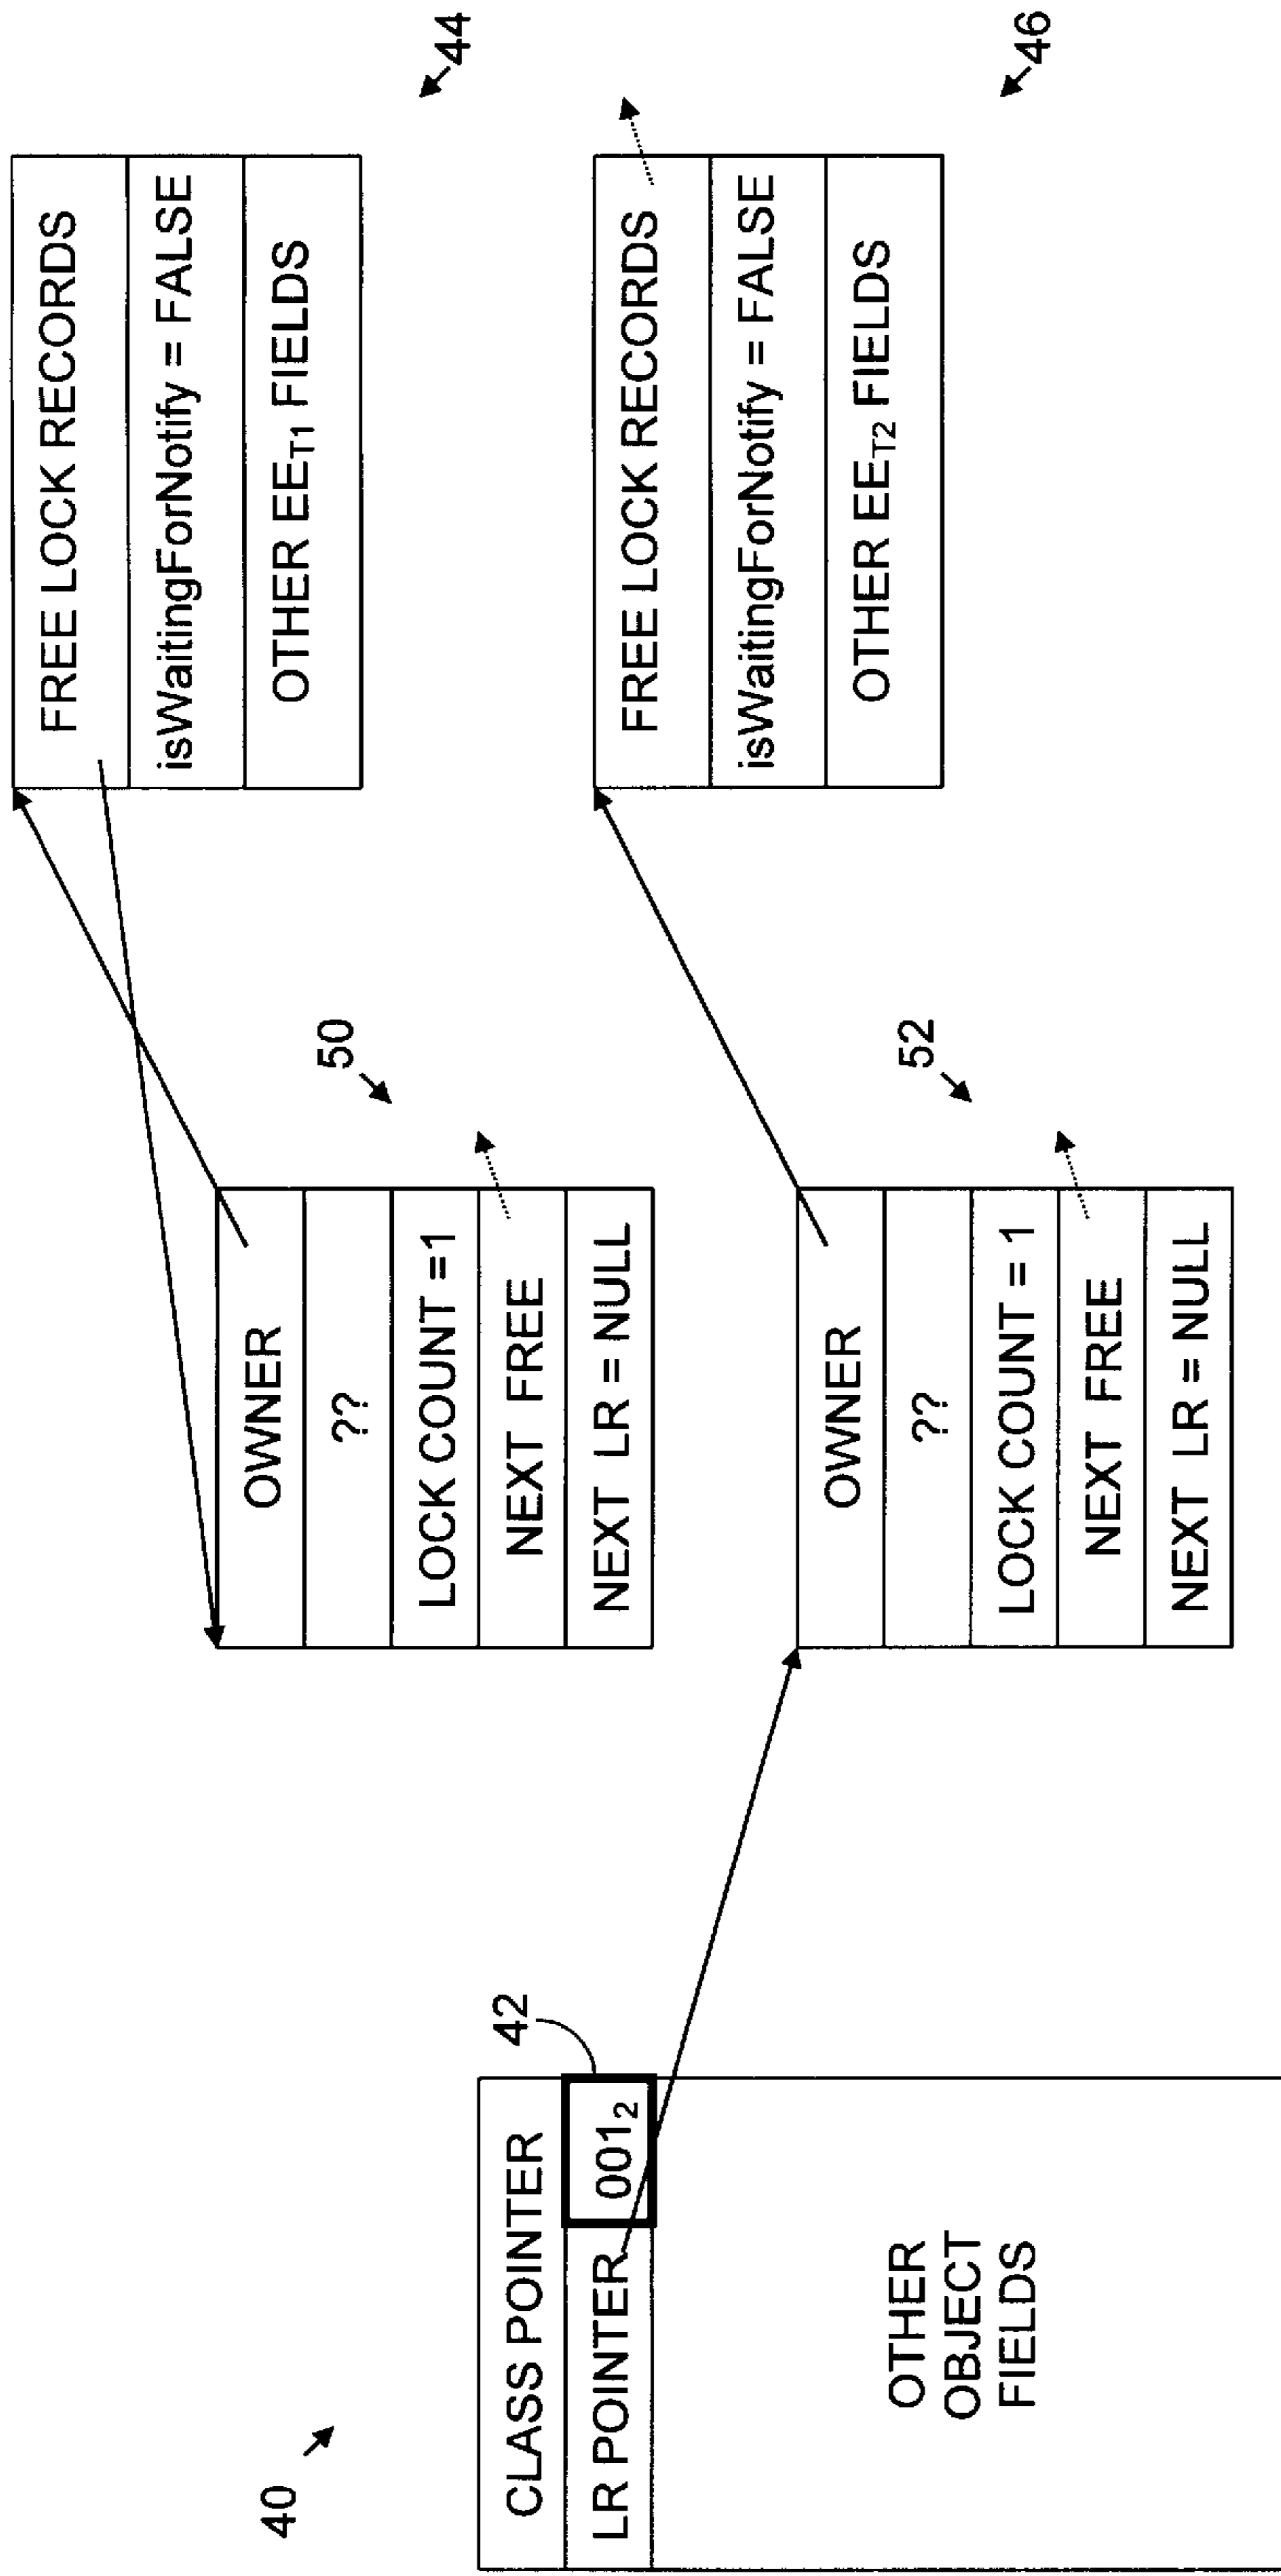 40
CLASS POINTER
LR POINTER
001₂
42
OTHER
OBJECT
FIELDS
OWNER
??
LOCK COUNT =1
NEXT FREE
NEXT LR = NULL
50
OWNER
??
LOCK COUNT = 1
NEXT FREE
NEXT LR = NULL
52
FREE LOCK RECORDS
isWaitingForNotify = FALSE
OTHER EE_T1 FIELDS
44
FREE LOCK RECORDS
isWaitingForNotify = FALSE
OTHER EE_T2 FIELDS
46